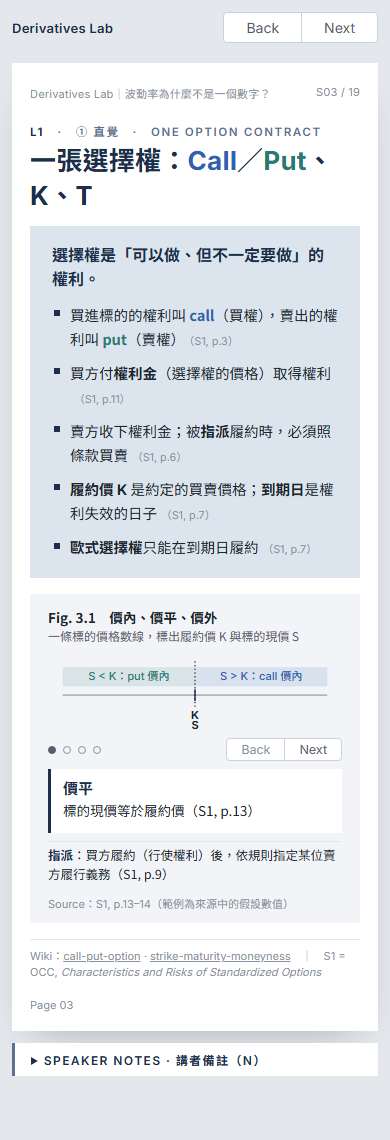 Derivatives Lab
Back
Next
Derivatives Lab｜波動率為什麼不是一個數字？
S03 / 19
L1 · ① 直覺 · ONE OPTION CONTRACT
一張選擇權：Call／Put、
K、T
選擇權是「可以做、但不一定要做」的
權利。
買進標的的權利叫 call（買權），賣出的權
利叫 put（賣權）（S1, p.3）
買方付權利金（選擇權的價格）取得權利
（S1, p.11）
賣方收下權利金；被指派履約時，必須照
條款買賣（S1, p.6）
履約價 K 是約定的買賣價格；到期日是權
利失效的日子（S1, p.7）
歐式選擇權只能在到期日履約（S1, p.7）
Fig. 3.1 價內、價平、價外
一條標的價格數線，標出履約價 K 與標的現價 S
S < K：put 價內
S > K：call 價內
K
S
Back
Next
價平
標的現價等於履約價（S1, p.13）
指派：買方履約（行使權利）後，依規則指定某位賣
方履行義務（S1, p.9）
Source：S1, p.13–14（範例為來源中的假設數值）
Wiki：call-put-option · strike-maturity-moneyness ｜ S1 =
OCC, Characteristics and Risks of Standardized Options
Page 03
▶ SPEAKER NOTES · 講者備註（N）